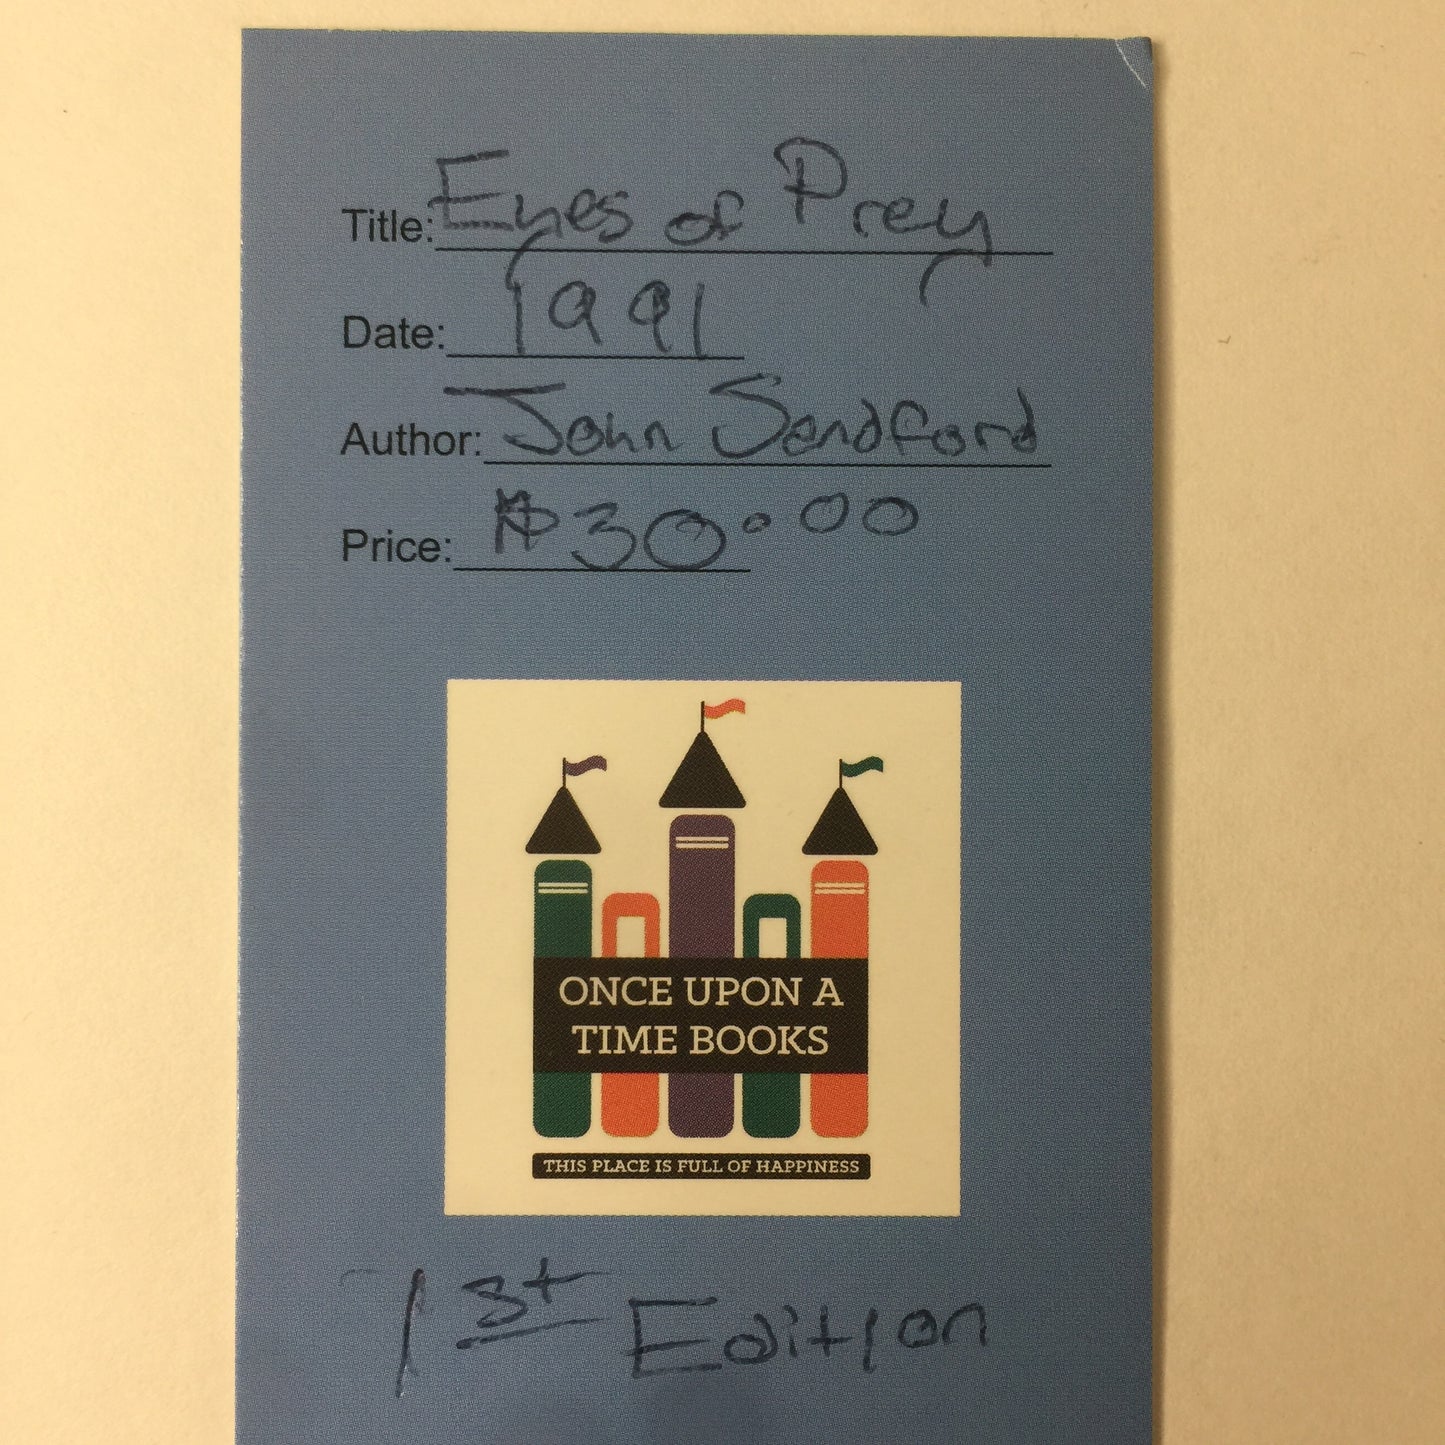 Title: Eyes of Prey
Date: 1991
Author: John Sandford
Price: $30.00
ONCE UPON A
TIME BOOKS
THIS PLACE IS FULL OF HAPPINESS
1st Edition